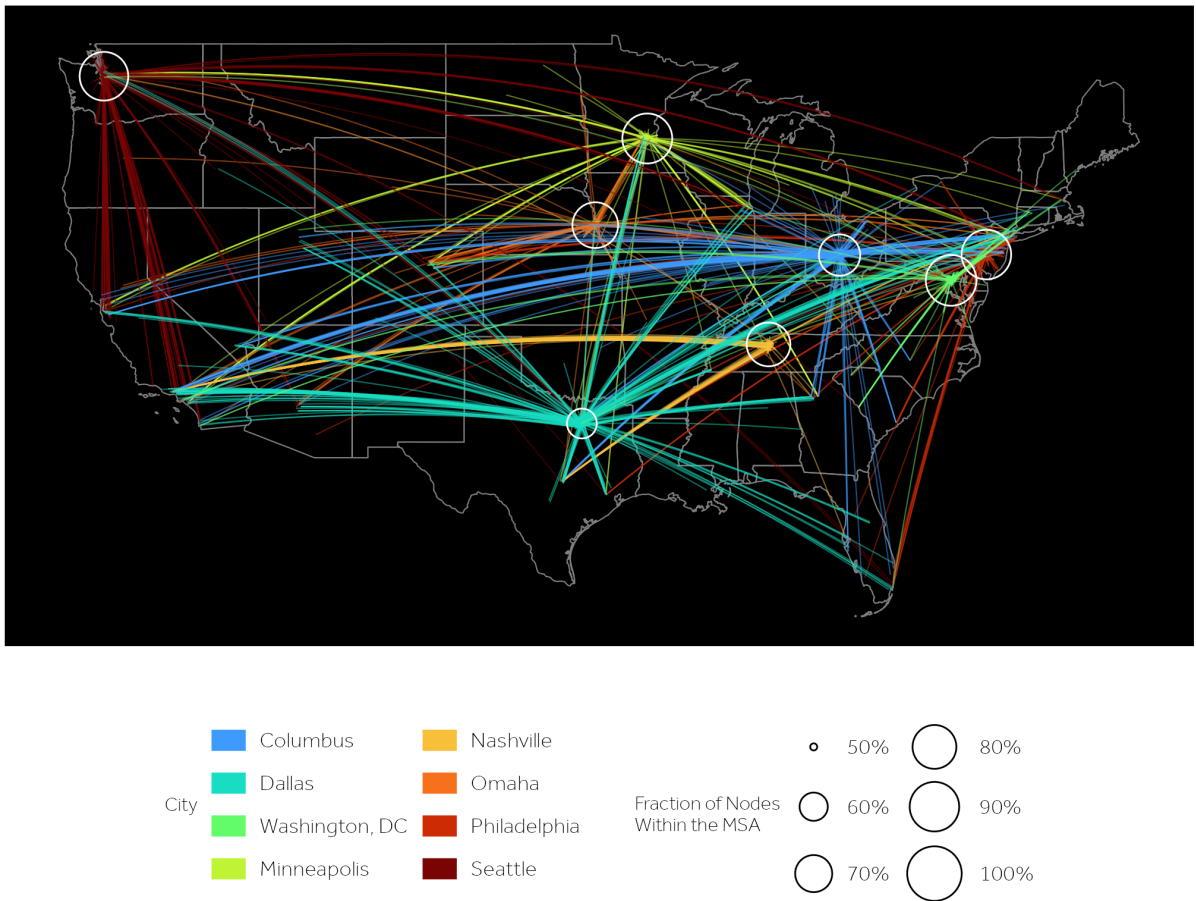 City
Columbus
Dallas
Washington, DC
Minneapolis
Nashville
Omaha
Philadelphia
Seattle
Fraction of Nodes
Within the MSA
50%
60%
70%
80%
90%
100%